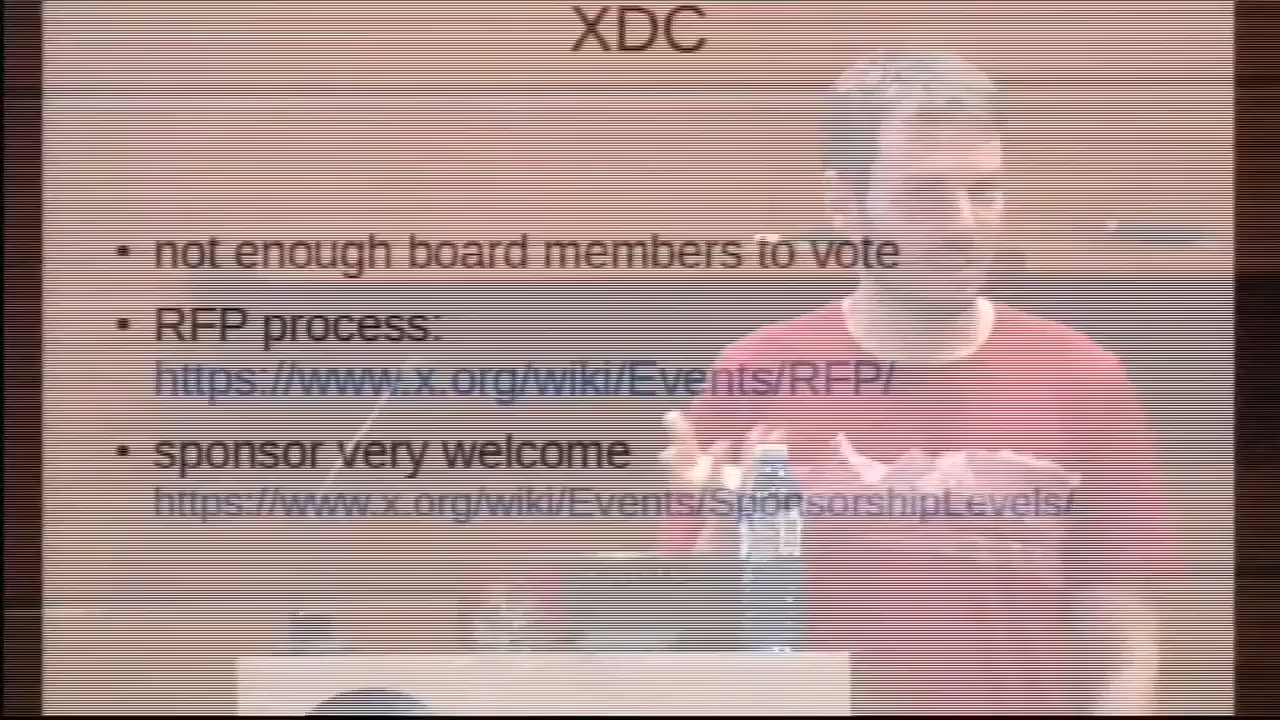 XDC
• not enough board members to vote
• RFP process:
https://www.x.org/wiki/Events/RFP/
• sponsor very welcome
https://www.x.org/wiki/Events/SponsorshipLevels/